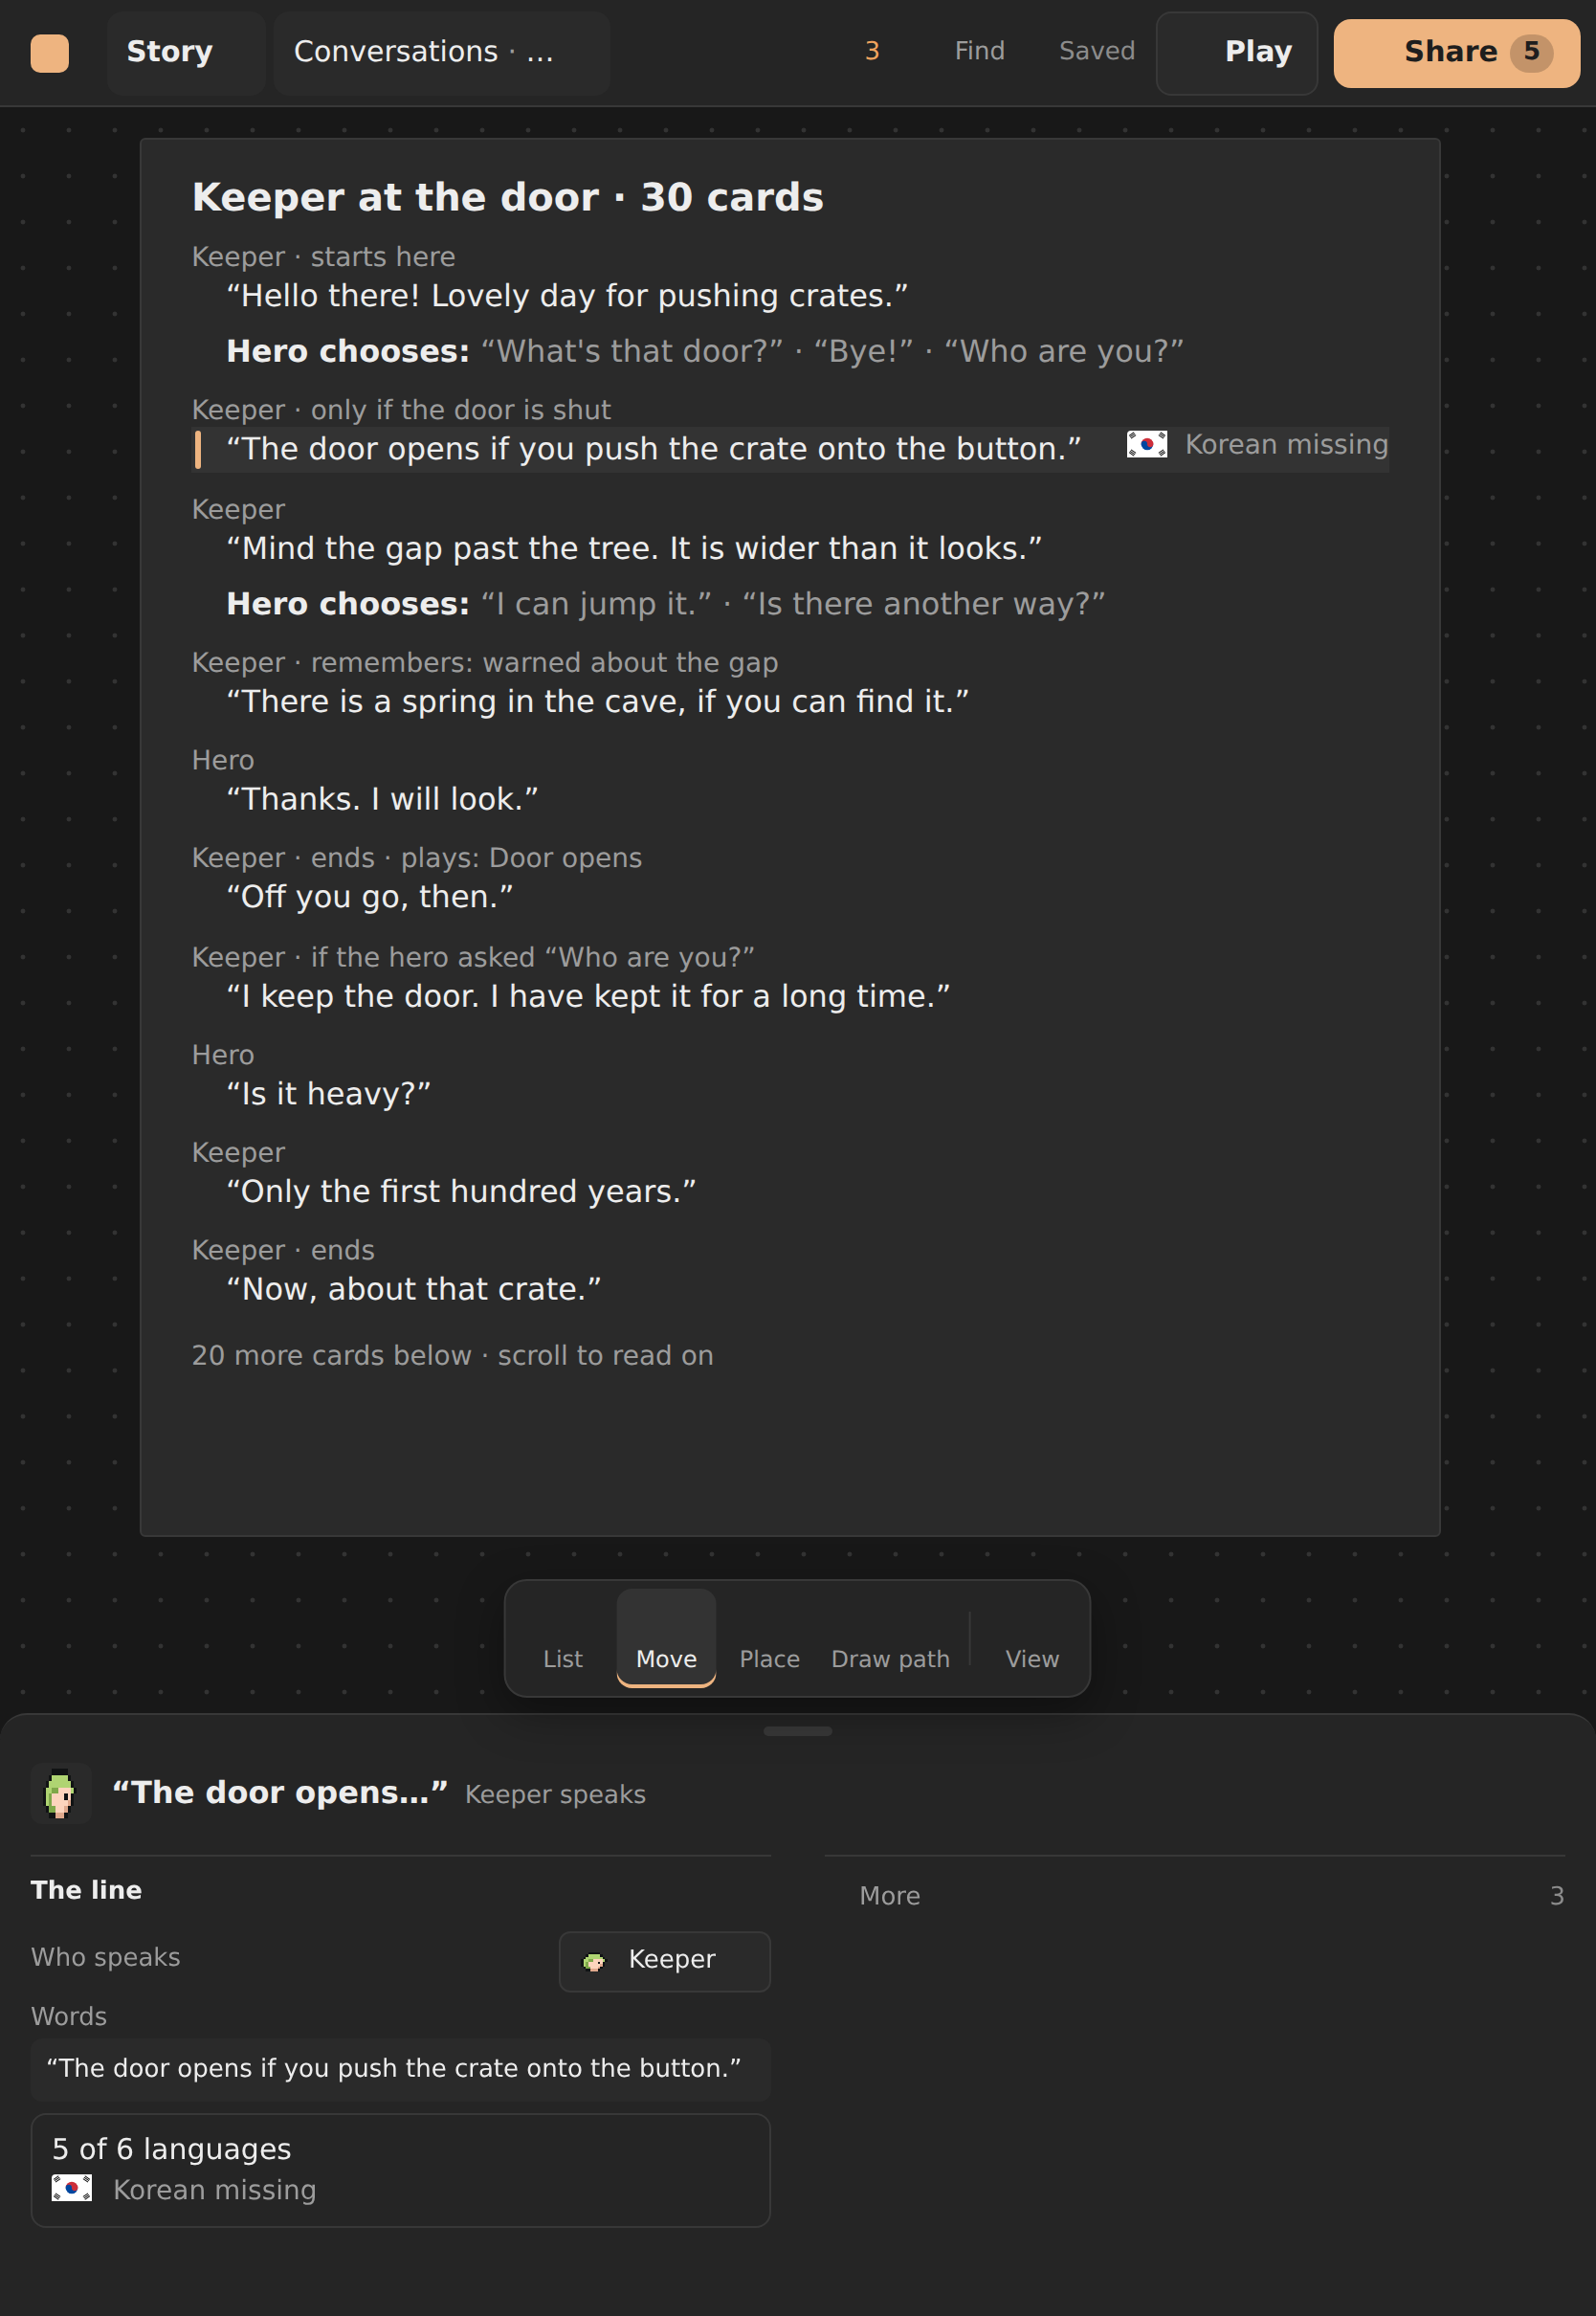 Story
Conversations · …
3
Find
Saved
Play
Share 5
Keeper at the door · 30 cards
Keeper · starts here
“Hello there! Lovely day for pushing crates.”
Hero chooses: “What's that door?” · “Bye!” · “Who are you?”
Keeper · only if the door is shut
“The door opens if you push the crate onto the button.” Korean missing
Keeper
“Mind the gap past the tree. It is wider than it looks.”
Hero chooses: “I can jump it.” · “Is there another way?”
Keeper · remembers: warned about the gap
“There is a spring in the cave, if you can find it.”
Hero
“Thanks. I will look.”
Keeper · ends · plays: Door opens
“Off you go, then.”
Keeper · if the hero asked “Who are you?”
“I keep the door. I have kept it for a long time.”
Hero
“Is it heavy?”
Keeper
“Only the first hundred years.”
Keeper · ends
“Now, about that crate.”
20 more cards below · scroll to read on
List
Move
Place
Draw path
View
“The door opens…” Keeper speaks
The line
Who speaks
Keeper
Words
“The door opens if you push the crate onto the button.”
5 of 6 languages
Korean missing
More
3